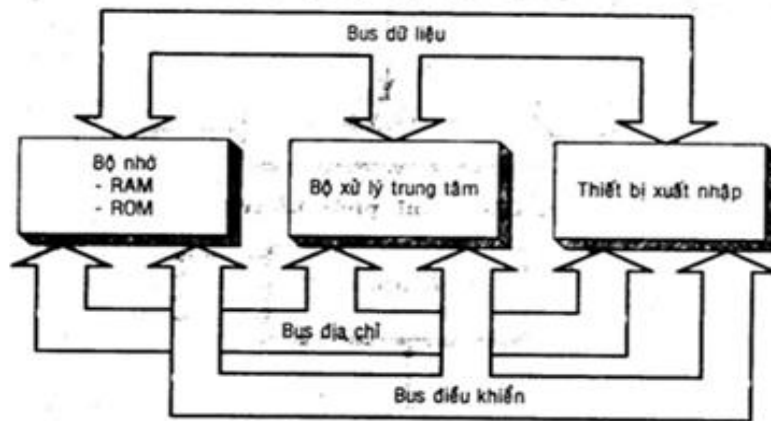 Bus dữ liệu
Bộ nhớ
- RAM
- ROM
Bộ xử lý trung tâm
Thiết bị xuất nhập
Bus địa chỉ
Bus điều khiển